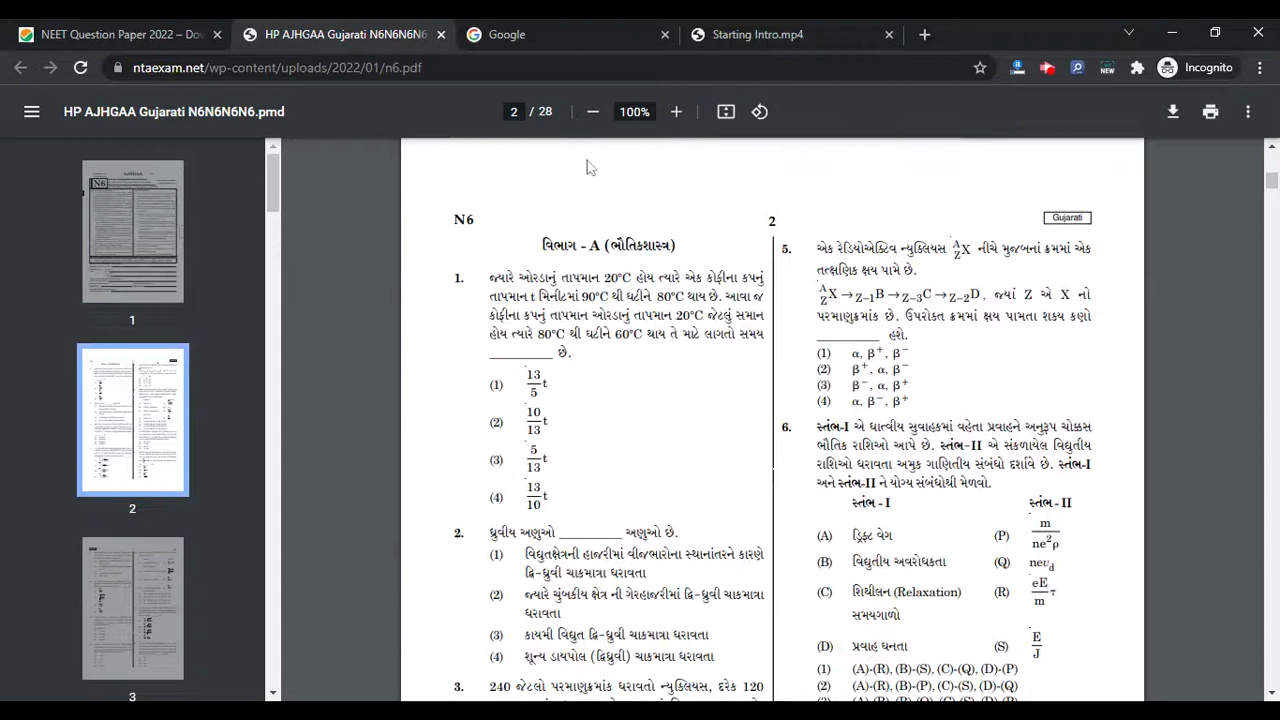 NEET Question Paper 2022 – Dow
HP AJHGAA Gujarati N6N6N6N6
Google
Starting Intro.mp4
ntaexam.net/wp-content/uploads/2022/01/n6.pdf
NEW
Incognito
HP AJHGAA Gujarati N6N6N6N6.pmd
2 / 28
100%
1
2
3
N6
2
Gujarati
વિભાગ - A (ભૌતિકશાસ્ત્ર)
1. જ્યારે ઓરડાનું તાપમાન 20°C હોય ત્યારે એક કોફીના કપનું
તાપમાન t મિનીટમાં 90°C થી ઘટીને 80°C થાય છે. આવા જ
કોફીના કપનું તાપમાન ઓરડાનું તાપમાન 20°C જેટલું સમાન
હોય ત્યારે 80°C થી ઘટીને 60°C થાય તે માટે લાગતો સમય
__________ છે.
(1) 13/5 t
(2) 10/13 t
(3) 5/13 t
(4) 13/10 t
2. ધ્રુવીય અણુઓ __________ અણુઓ છે.
(1) વિદ્યુતક્ષેત્રની હાજરીમાં વીજભારોના સ્થાનાંતરને કારણે
દ્વિ-ધ્રુવી ચાકમાત્રા ધરાવતા
(2) જ્યારે ચુંબકીય ક્ષેત્ર ની ગેરહાજરીમાં દ્વિ-ધ્રુવી ચાકમાત્રા
ધરાવતા
(3) કાયમી વિદ્યુત દ્વિ-ધ્રુવી ચાકમાત્રા ધરાવતા
(4) શૂન્ય ડાયપોલ (દ્વિધ્રુવી) ચાકમાત્રા ધરાવતા
3. 240 જેટલો પરમાણુક્રમાંક ધરાવતો ન્યુક્લિયસ, દરેક 120
5. એક રેડિયોએક્ટિવ ન્યુક્લિયસ ᴬ_ZX નીચે મુજબનાં ક્રમમાં એક
તત્ક્ષણિક ક્ષય પામે છે.
ᴬ_ZX → _Z–1B → _Z–3C → _Z–2D, જ્યાં Z એ X નો
પરમાણુક્રમાંક છે. ઉપરોક્ત ક્રમમાં ક્ષય પામતા શક્ય કણો
__________ હશે.
(1) α, β⁺, β⁻
(2) β⁺, α, β⁻
(3) β⁻, α, β⁺
(4) α, β⁻, β⁺
6. સ્તંભ-I એ ધાત્વીય સુવાહકમાં વહેતા પ્રવાહને અનુરૂપ ચોક્કસ
ભૌતિક રાશિઓ આપે છે. સ્તંભ-II એ સંકળાયેલ વિદ્યુતીય
રાશિઓ ધરાવતા અમુક ગાણિતીય સંબંધો દર્શાવે છે. સ્તંભ-I
અને સ્તંભ-II ને યોગ્ય સંબંધોથી મેળવો.
સ્તંભ - I સ્તંભ - II
(A) ડ્રિફ્ટ વેગ (P) m/ne²ρ
(B) વિદ્યુતીય અવરોધકતા (Q) nev_d
(C) શિથીલન (Relaxation) (R) eE/m τ
સમયગાળો
(D) પ્રવાહ ઘનતા (S) E/J
(1) (A)-(R), (B)-(S), (C)-(Q), (D)-(P)
(2) (A)-(R), (B)-(P), (C)-(S), (D)-(Q)